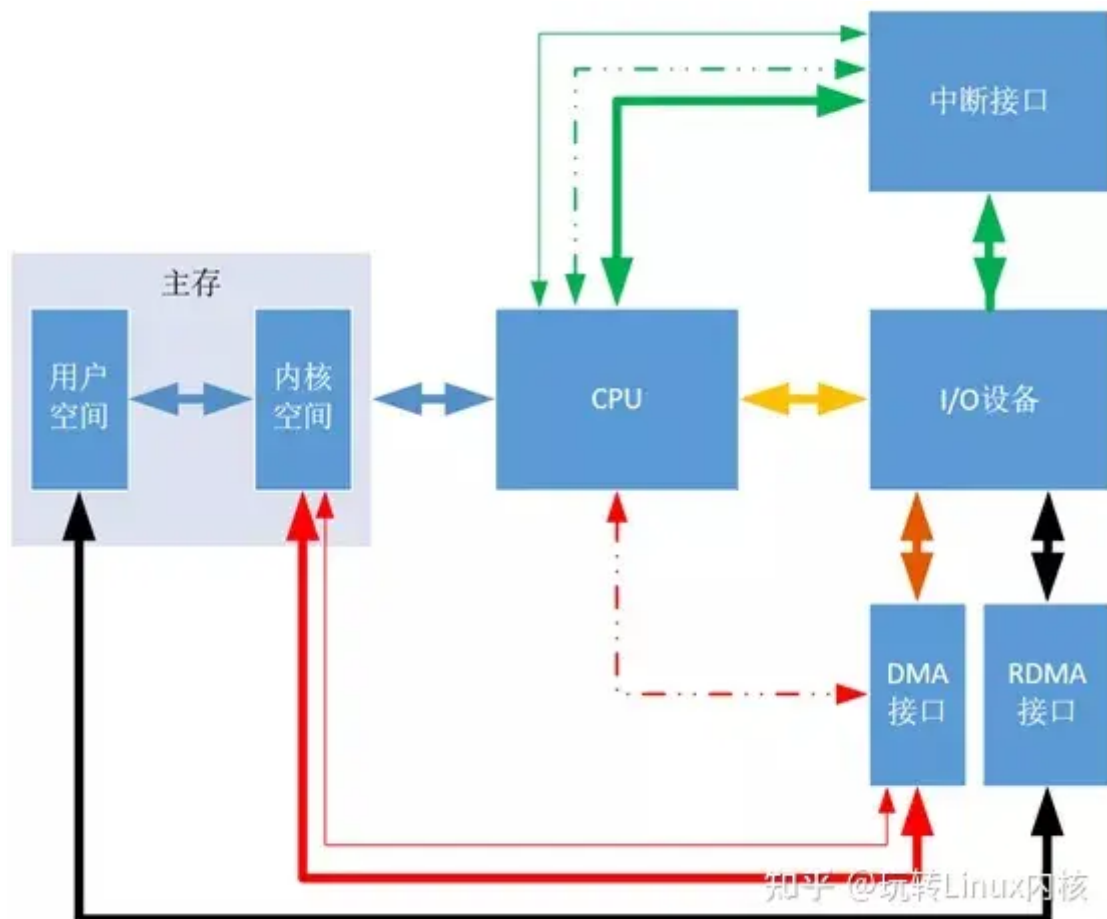 中断接口
主存
用户
空间
内核
空间
CPU
I/O设备
DMA
接口
RDMA
接口
知乎 @玩转Linux内核